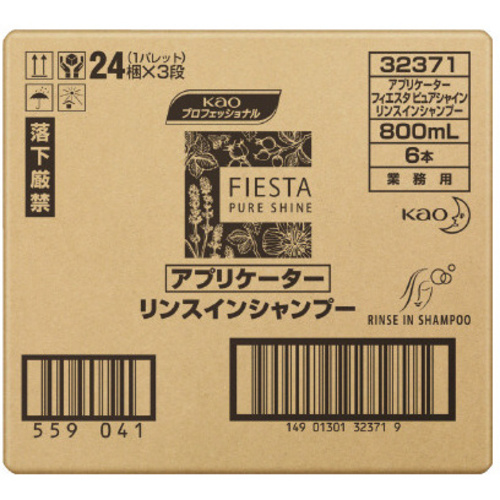 24 (1パレット)
梱×3段
落下厳禁
Kao
プロフェッショナル
FIESTA
PURE SHINE
アプリケーター
リンスインシャンプー
32371
アプリケーター
フィエスタ ピュアシャイン
リンスインシャンプー
800mL
6本
業務用
Kao
RINSE IN SHAMPOO
559 041
149 01301 32371 9